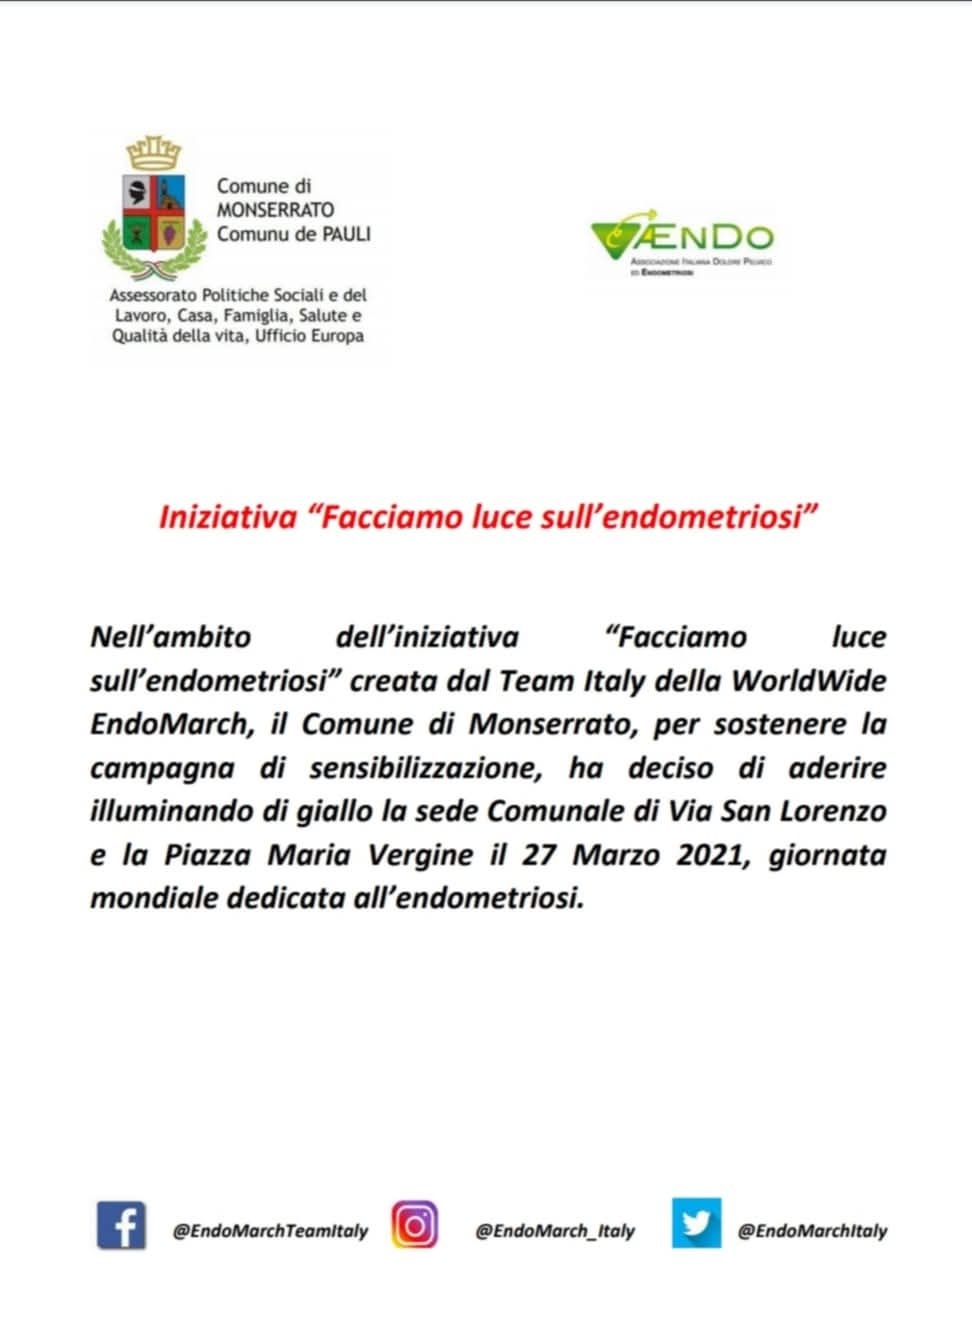 Comune di
MONSERRATO
Comunu de PAULI
Assessorato Politiche Sociali e del
Lavoro, Casa, Famiglia, Salute e
Qualità della vita, Ufficio Europa
ÆNDO
ASSOCIAZIONE ITALIANA DOLORE PELVICO
ED ENDOMETRIOSI
Iniziativa “Facciamo luce sull’endometriosi”
Nell’ambito dell’iniziativa “Facciamo luce
sull’endometriosi” creata dal Team Italy della WorldWide
EndoMarch, il Comune di Monserrato, per sostenere la
campagna di sensibilizzazione, ha deciso di aderire
illuminando di giallo la sede Comunale di Via San Lorenzo
e la Piazza Maria Vergine il 27 Marzo 2021, giornata
mondiale dedicata all’endometriosi.
@EndoMarchTeamItaly
@EndoMarch_Italy
@EndoMarchItaly